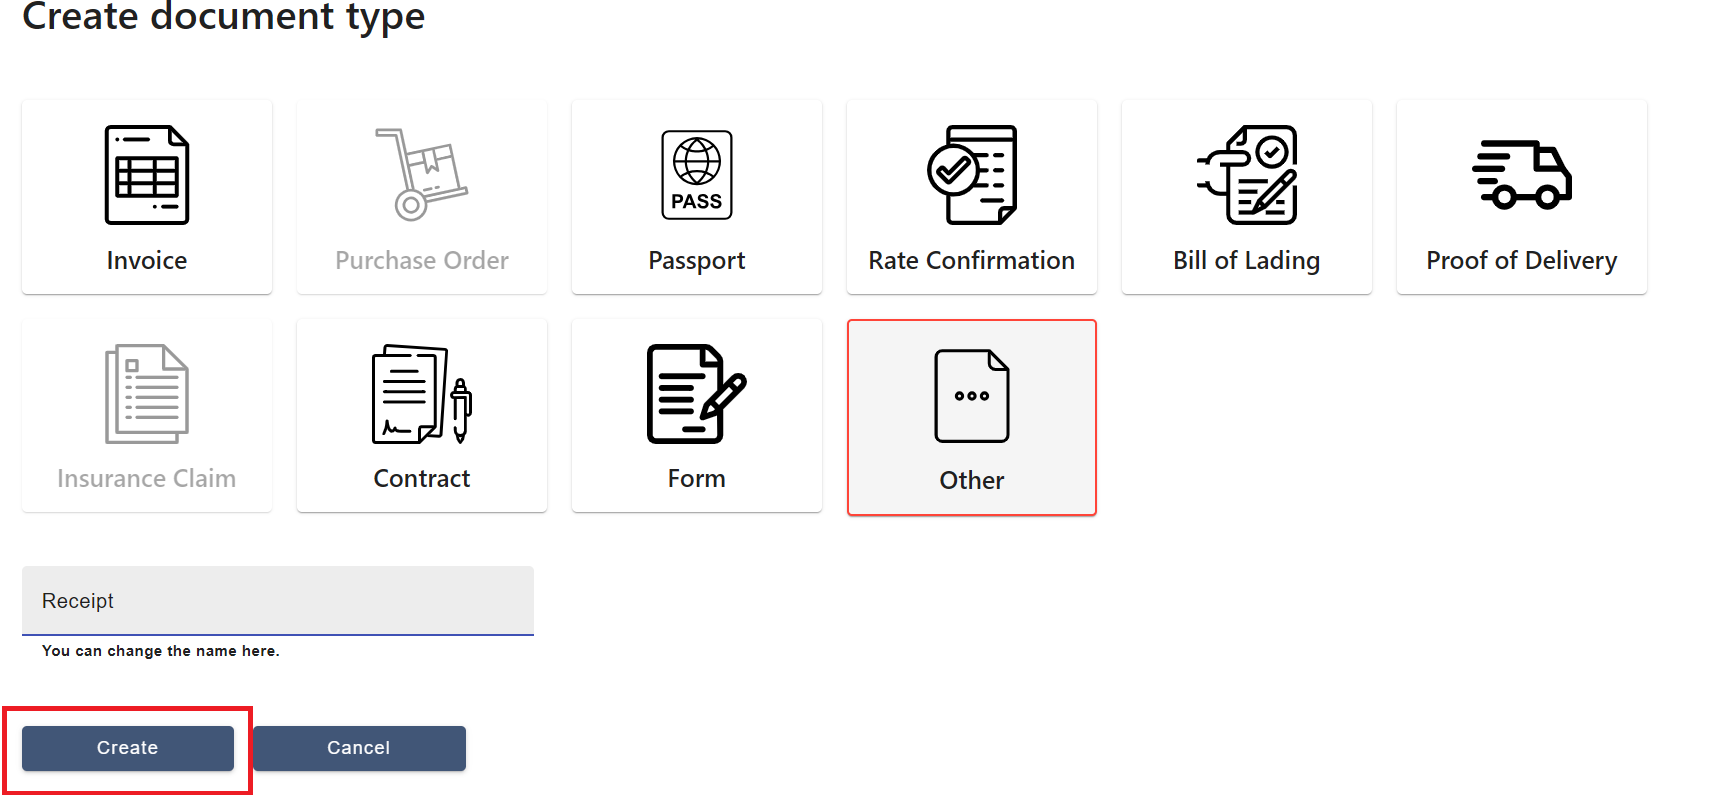 Create document type
PASS
Invoice
Purchase Order
Passport
Rate Confirmation
Bill of Lading
Proof of Delivery
Insurance Claim
Contract
Form
Other
Receipt
You can change the name here.
Create
Cancel